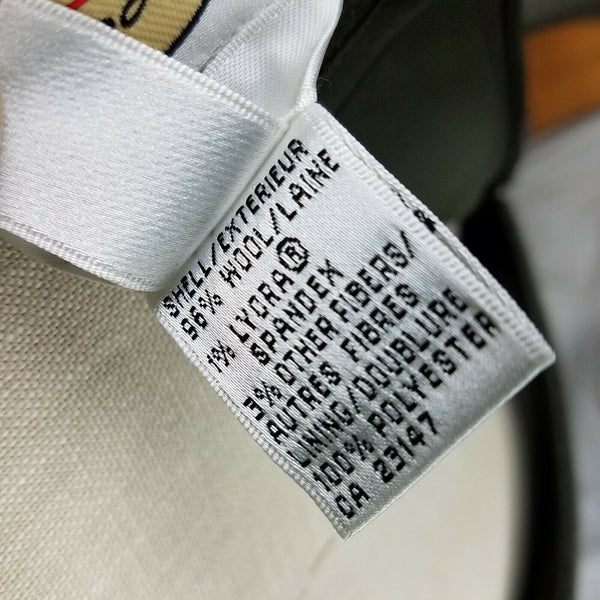 SHELL/EXTERIEUR
96% WOOL/LAINE
1% LYCRA®
SPANDEX
3% OTHER FIBERS/
AUTRES FIBRES
LINING/DOUBLURE
100% POLYESTER
CA 23147